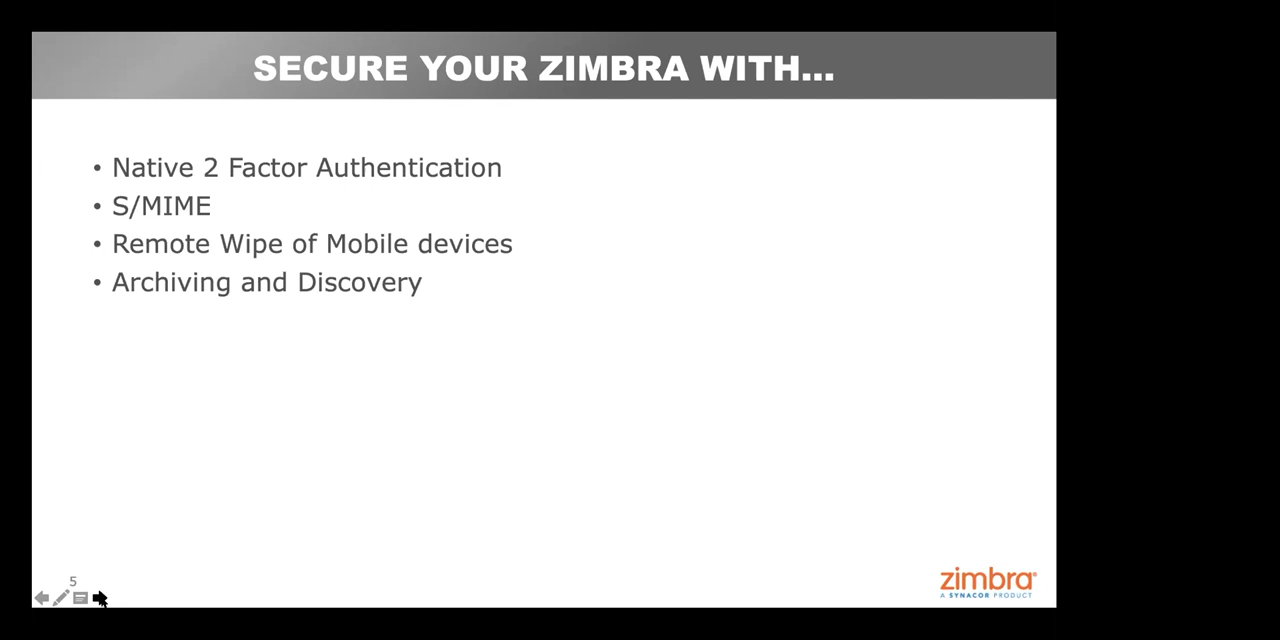 SECURE YOUR ZIMBRA WITH...
• Native 2 Factor Authentication
• S/MIME
• Remote Wipe of Mobile devices
• Archiving and Discovery
5
zimbra®
A SYNACOR PRODUCT